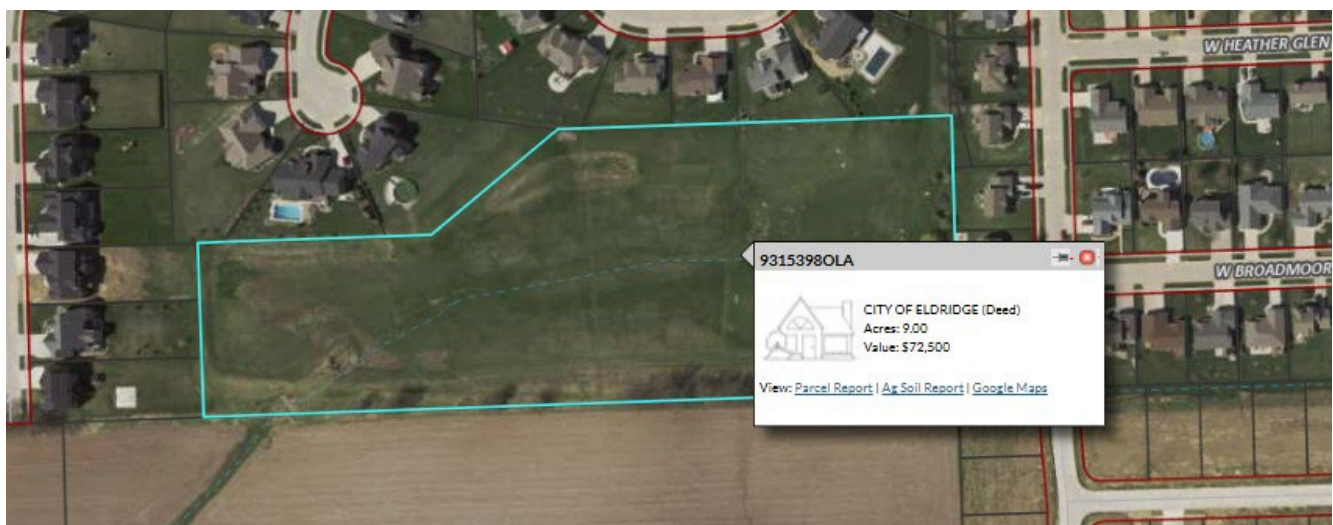 W HEATHER GLEN
9315398OLA
W BROADMOOR
CITY OF ELDRIDGE (Deed)
Acres: 9.00
Value: $72,500
View: Parcel Report | Ag Soil Report | Google Maps